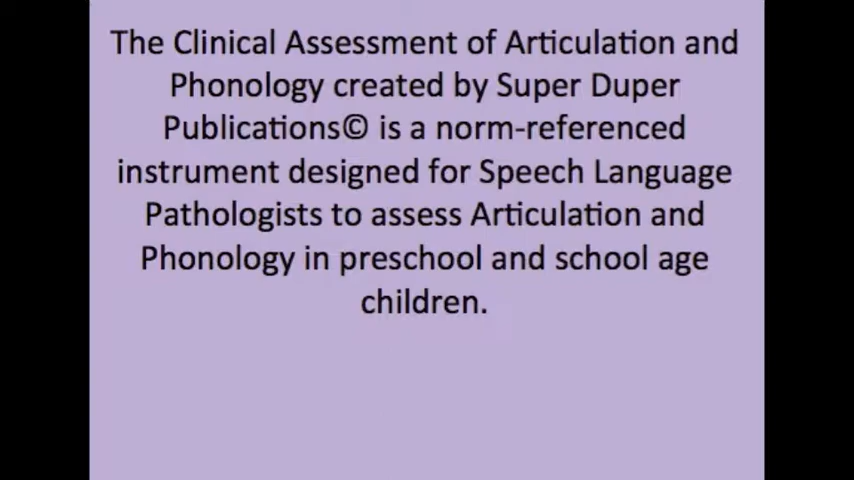 The Clinical Assessment of Articulation and
Phonology created by Super Duper
Publications© is a norm-referenced
instrument designed for Speech Language
Pathologists to assess Articulation and
Phonology in preschool and school age
children.